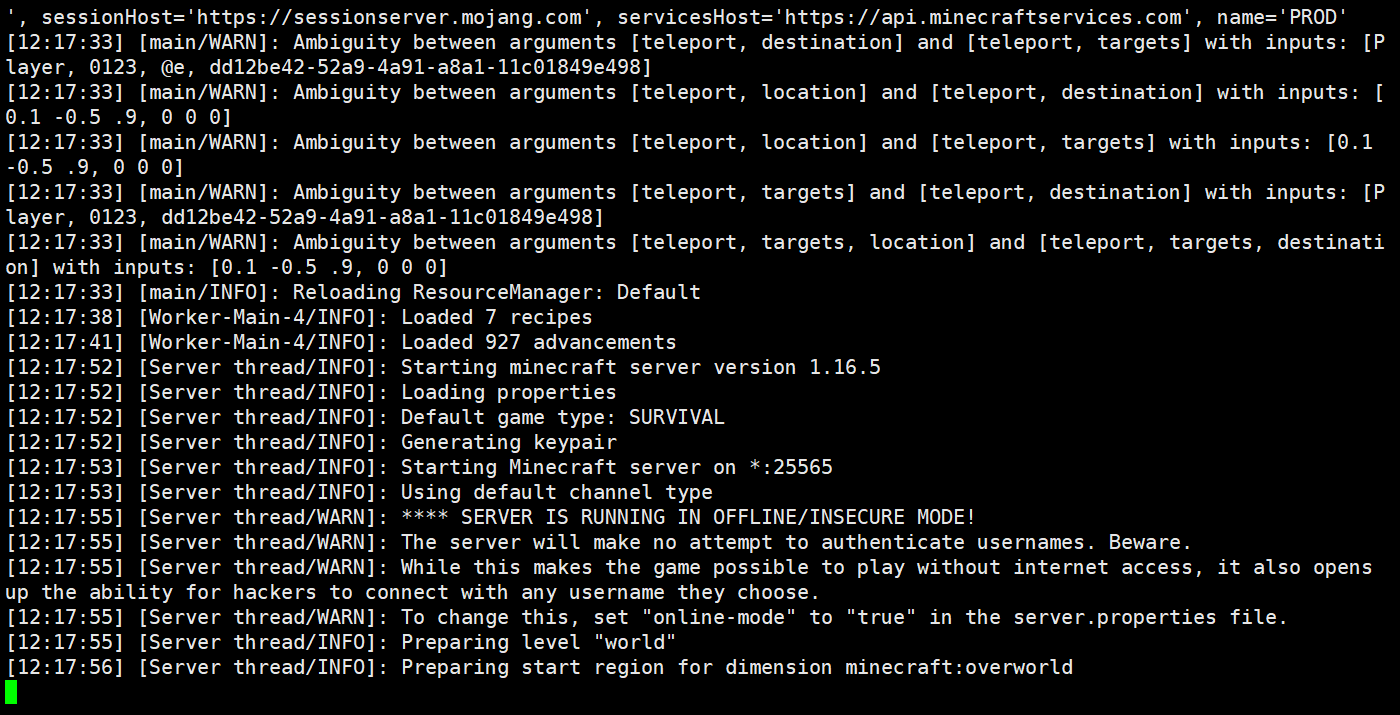 ', sessionHost='https://sessionserver.mojang.com', servicesHost='https://api.minecraftservices.com', name='PROD'
[12:17:33] [main/WARN]: Ambiguity between arguments [teleport, destination] and [teleport, targets] with inputs: [P
layer, 0123, @e, dd12be42-52a9-4a91-a8a1-11c01849e498]
[12:17:33] [main/WARN]: Ambiguity between arguments [teleport, location] and [teleport, destination] with inputs: [
0.1 -0.5 .9, 0 0 0]
[12:17:33] [main/WARN]: Ambiguity between arguments [teleport, location] and [teleport, targets] with inputs: [0.1
-0.5 .9, 0 0 0]
[12:17:33] [main/WARN]: Ambiguity between arguments [teleport, targets] and [teleport, destination] with inputs: [P
layer, 0123, dd12be42-52a9-4a91-a8a1-11c01849e498]
[12:17:33] [main/WARN]: Ambiguity between arguments [teleport, targets, location] and [teleport, targets, destinati
on] with inputs: [0.1 -0.5 .9, 0 0 0]
[12:17:33] [main/INFO]: Reloading ResourceManager: Default
[12:17:38] [Worker-Main-4/INFO]: Loaded 7 recipes
[12:17:41] [Worker-Main-4/INFO]: Loaded 927 advancements
[12:17:52] [Server thread/INFO]: Starting minecraft server version 1.16.5
[12:17:52] [Server thread/INFO]: Loading properties
[12:17:52] [Server thread/INFO]: Default game type: SURVIVAL
[12:17:52] [Server thread/INFO]: Generating keypair
[12:17:53] [Server thread/INFO]: Starting Minecraft server on *:25565
[12:17:53] [Server thread/INFO]: Using default channel type
[12:17:55] [Server thread/WARN]: **** SERVER IS RUNNING IN OFFLINE/INSECURE MODE!
[12:17:55] [Server thread/WARN]: The server will make no attempt to authenticate usernames. Beware.
[12:17:55] [Server thread/WARN]: While this makes the game possible to play without internet access, it also opens
up the ability for hackers to connect with any username they choose.
[12:17:55] [Server thread/WARN]: To change this, set "online-mode" to "true" in the server.properties file.
[12:17:55] [Server thread/INFO]: Preparing level "world"
[12:17:56] [Server thread/INFO]: Preparing start region for dimension minecraft:overworld